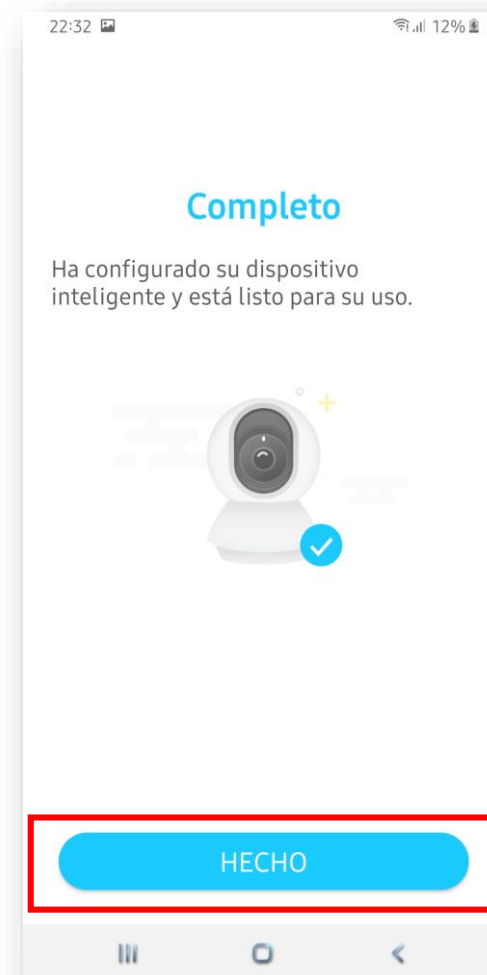 22:32 12%
Completo
Ha configurado su dispositivo
inteligente y está listo para su uso.
HECHO